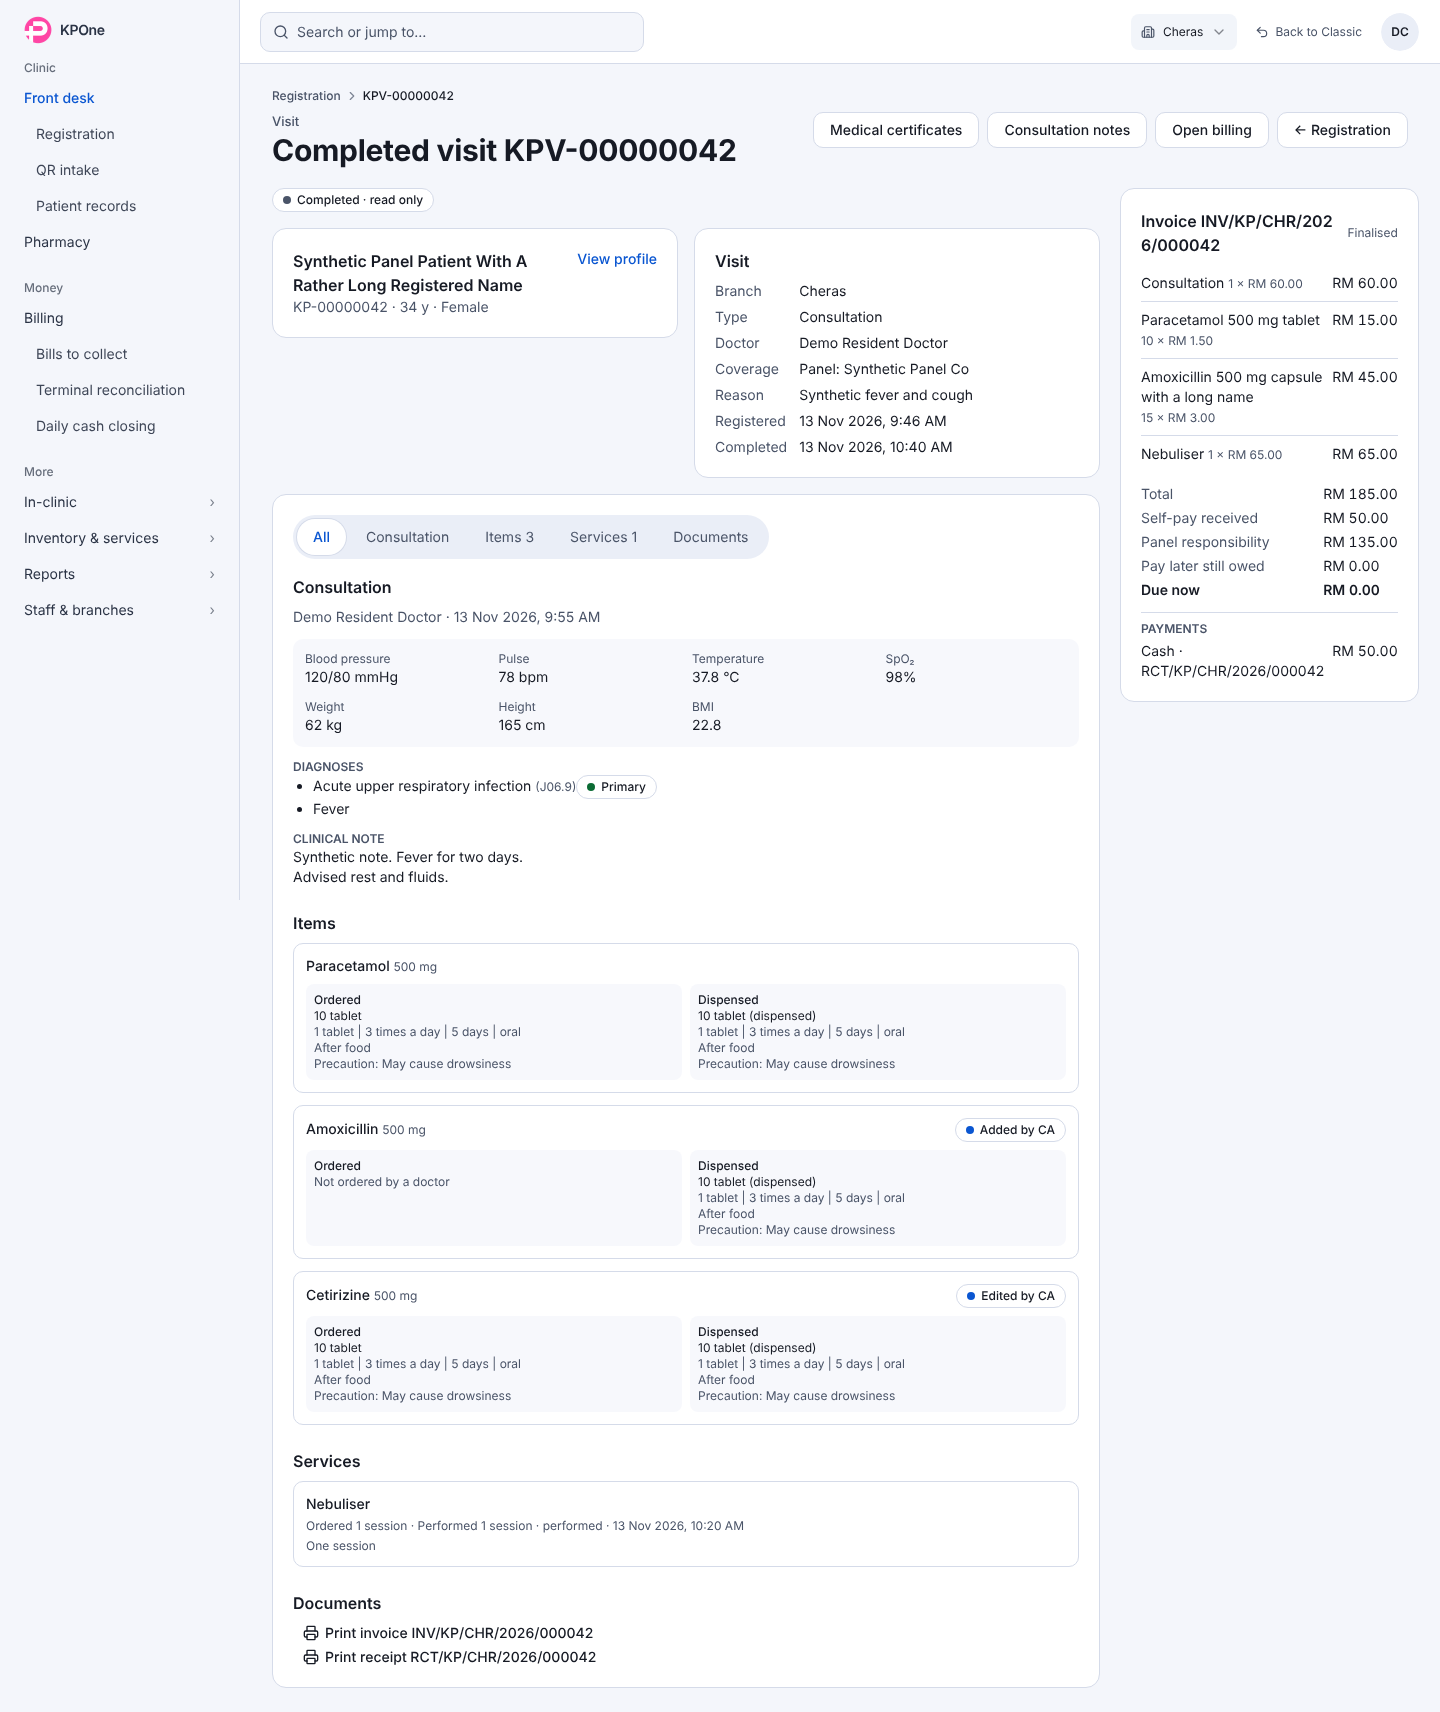 KPOne
Clinic
Front desk
Registration
QR intake
Patient records
Pharmacy
Money
Billing
Bills to collect
Terminal reconciliation
Daily cash closing
More
In-clinic
Inventory & services
Reports
Staff & branches
Search or jump to...
Cheras
Back to Classic
DC
Registration > KPV-00000042
Visit
Completed visit KPV-00000042
Medical certificates
Consultation notes
Open billing
← Registration
Completed · read only
Synthetic Panel Patient With A
Rather Long Registered Name
View profile
KP-00000042 · 34 y · Female
Visit
Branch Cheras
Type Consultation
Doctor Demo Resident Doctor
Coverage Panel: Synthetic Panel Co
Reason Synthetic fever and cough
Registered 13 Nov 2026, 9:46 AM
Completed 13 Nov 2026, 10:40 AM
All Consultation Items 3 Services 1 Documents
Consultation
Demo Resident Doctor · 13 Nov 2026, 9:55 AM
Blood pressure Pulse Temperature SpO₂
120/80 mmHg 78 bpm 37.8 °C 98%
Weight Height BMI
62 kg 165 cm 22.8
DIAGNOSES
• Acute upper respiratory infection (J06.9) Primary
• Fever
CLINICAL NOTE
Synthetic note. Fever for two days.
Advised rest and fluids.
Items
Paracetamol 500 mg
Ordered
10 tablet
1 tablet | 3 times a day | 5 days | oral
After food
Precaution: May cause drowsiness
Dispensed
10 tablet (dispensed)
1 tablet | 3 times a day | 5 days | oral
After food
Precaution: May cause drowsiness
Amoxicillin 500 mg
Added by CA
Ordered
Not ordered by a doctor
Dispensed
10 tablet (dispensed)
1 tablet | 3 times a day | 5 days | oral
After food
Precaution: May cause drowsiness
Cetirizine 500 mg
Edited by CA
Ordered
10 tablet
1 tablet | 3 times a day | 5 days | oral
After food
Precaution: May cause drowsiness
Dispensed
10 tablet (dispensed)
1 tablet | 3 times a day | 5 days | oral
After food
Precaution: May cause drowsiness
Services
Nebuliser
Ordered 1 session · Performed 1 session · performed · 13 Nov 2026, 10:20 AM
One session
Documents
Print invoice INV/KP/CHR/2026/000042
Print receipt RCT/KP/CHR/2026/000042
Invoice INV/KP/CHR/202
6/000042
Finalised
Consultation 1 × RM 60.00 RM 60.00
Paracetamol 500 mg tablet RM 15.00
10 × RM 1.50
Amoxicillin 500 mg capsule RM 45.00
with a long name
15 × RM 3.00
Nebuliser 1 × RM 65.00 RM 65.00
Total RM 185.00
Self-pay received RM 50.00
Panel responsibility RM 135.00
Pay later still owed RM 0.00
Due now RM 0.00
PAYMENTS
Cash · RM 50.00
RCT/KP/CHR/2026/000042